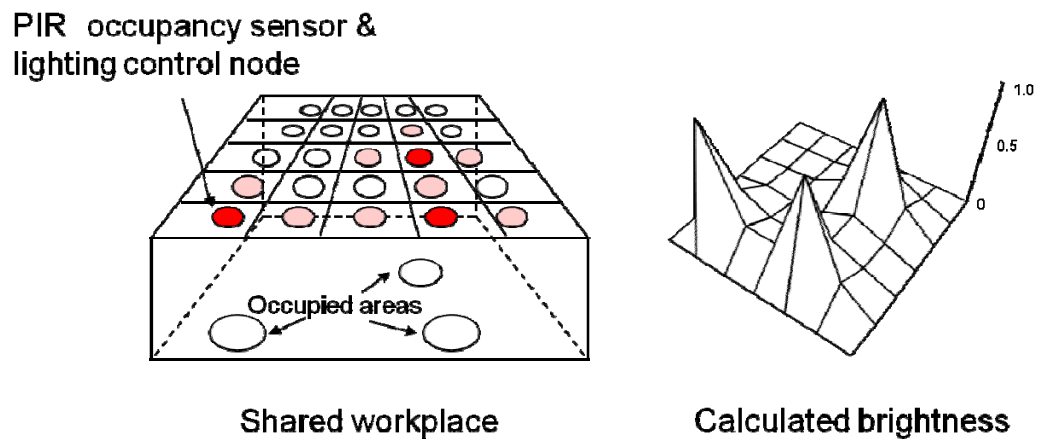 PIR occupancy sensor &
lighting control node
Occupied areas
Shared workplace
1.0
0.5
0
Calculated brightness